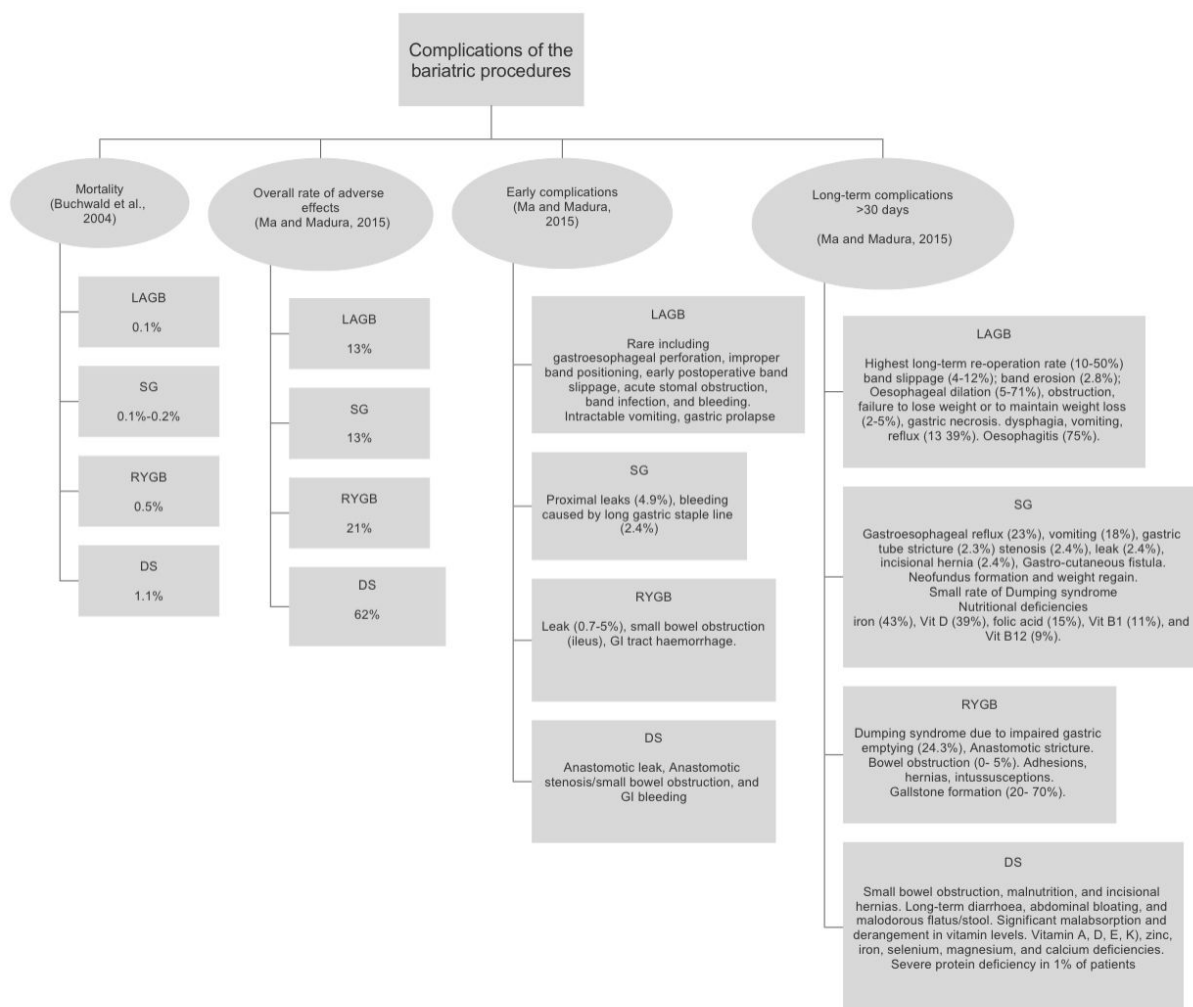 Complications of the
bariatric procedures
Mortality
(Buchwald et al.,
2004)
LAGB
0.1%
SG
0.1%-0.2%
RYGB
0.5%
DS
1.1%
Overall rate of adverse
effects
(Ma and Madura, 2015)
LAGB
13%
SG
13%
RYGB
21%
DS
62%
Early complications
(Ma and Madura,
2015)
LAGB
Rare including
gastroesophageal perforation, improper
band positioning, early postoperative band
slippage, acute stomal obstruction,
band infection, and bleeding.
Intractable vomiting, gastric prolapse
SG
Proximal leaks (4.9%), bleeding
caused by long gastric staple line
(2.4%)
RYGB
Leak (0.7-5%), small bowel obstruction
(ileus), GI tract haemorrhage.
DS
Anastomotic leak, Anastomotic
stenosis/small bowel obstruction, and
GI bleeding
Long-term complications
>30 days
(Ma and Madura, 2015)
LAGB
Highest long-term re-operation rate (10-50%)
band slippage (4-12%); band erosion (2.8%);
Oesophageal dilation (5-71%), obstruction,
failure to lose weight or to maintain weight loss
(2-5%), gastric necrosis. dysphagia, vomiting,
reflux (13 39%). Oesophagitis (75%).
SG
Gastroesophageal reflux (23%), vomiting (18%), gastric
tube stricture (2.3%) stenosis (2.4%), leak (2.4%),
incisional hernia (2.4%), Gastro-cutaneous fistula.
Neofundus formation and weight regain.
Small rate of Dumping syndrome
Nutritional deficiencies
iron (43%), Vit D (39%), folic acid (15%), Vit B1 (11%), and
Vit B12 (9%).
RYGB
Dumping syndrome due to impaired gastric
emptying (24.3%), Anastomotic stricture.
Bowel obstruction (0- 5%). Adhesions,
hernias, intussusceptions.
Gallstone formation (20- 70%).
DS
Small bowel obstruction, malnutrition, and incisional
hernias. Long-term diarrhoea, abdominal bloating, and
malodorous flatus/stool. Significant malabsorption and
derangement in vitamin levels. Vitamin A, D, E, K), zinc,
iron, selenium, magnesium, and calcium deficiencies.
Severe protein deficiency in 1% of patients